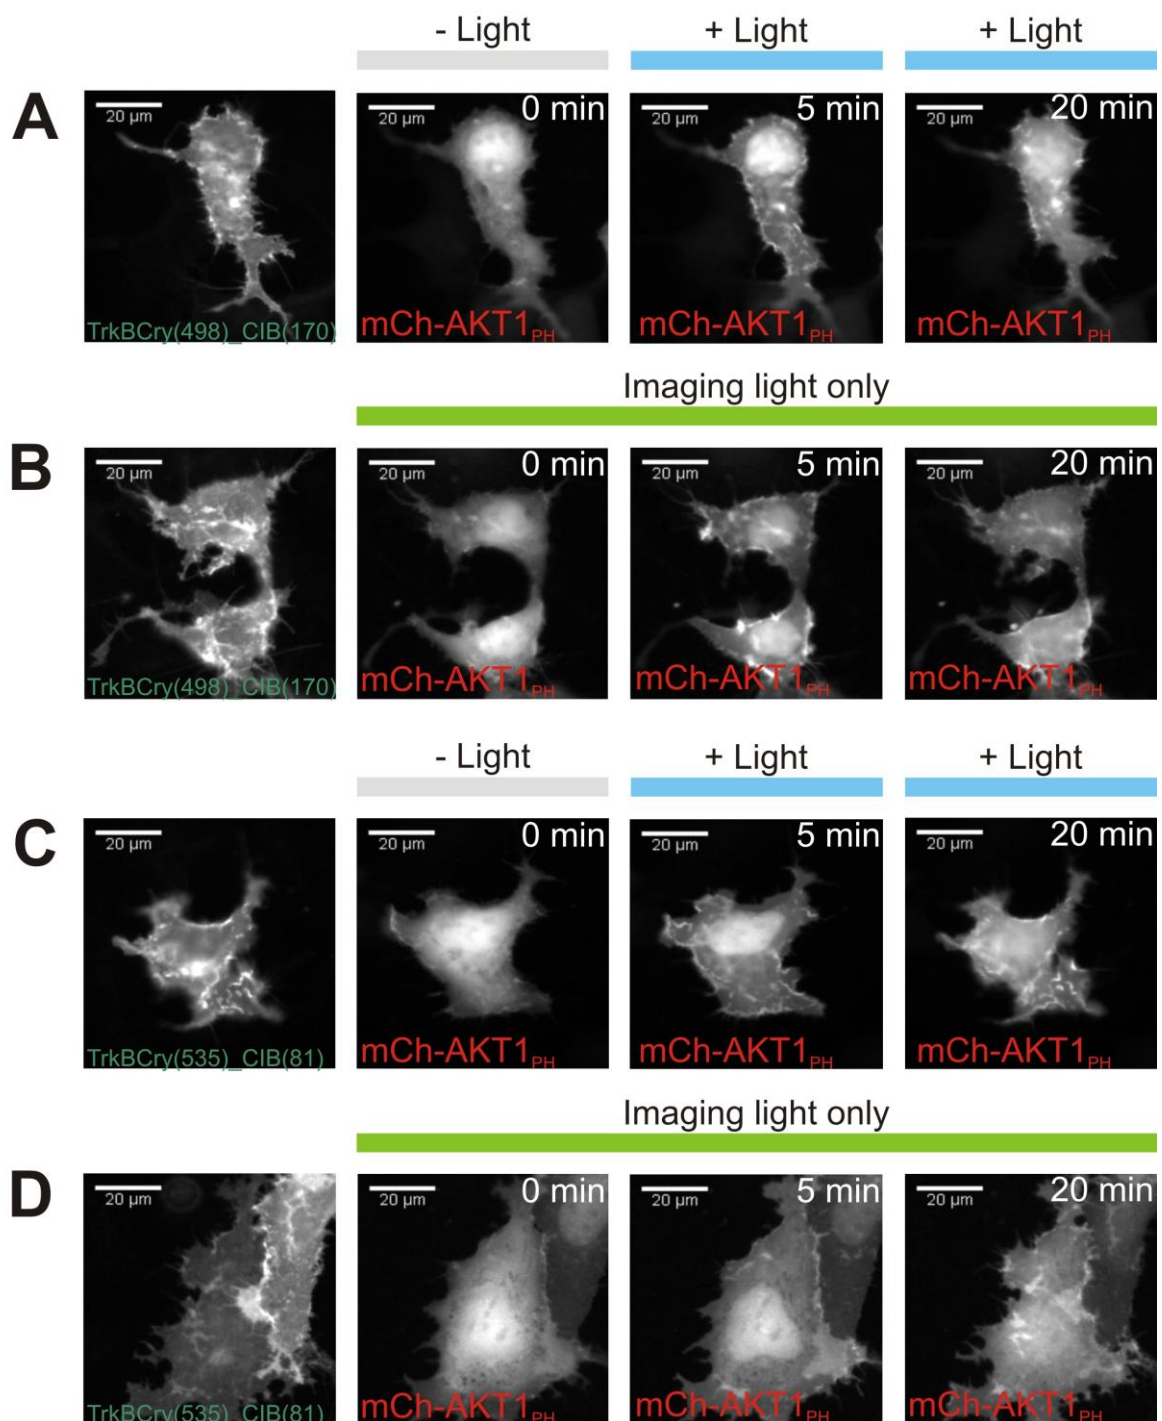 - Light + Light + Light
A
20 µm 20 µm 0 min 20 µm 5 min 20 µm 20 min
TrkBCry(498)_CIB(170) mCh-AKT1PH mCh-AKT1PH mCh-AKT1PH
Imaging light only
B
20 µm 20 µm 0 min 20 µm 5 min 20 µm 20 min
TrkBCry(498)_CIB(170) mCh-AKT1PH mCh-AKT1PH mCh-AKT1PH
- Light + Light + Light
C
20 µm 20 µm 0 min 20 µm 5 min 20 µm 20 min
TrkBCry(535)_CIB(81) mCh-AKT1PH mCh-AKT1PH mCh-AKT1PH
Imaging light only
D
20 µm 20 µm 0 min 20 µm 5 min 20 µm 20 min
TrkBCry(535)_CIB(81) mCh-AKT1PH mCh-AKT1PH mCh-AKT1PH